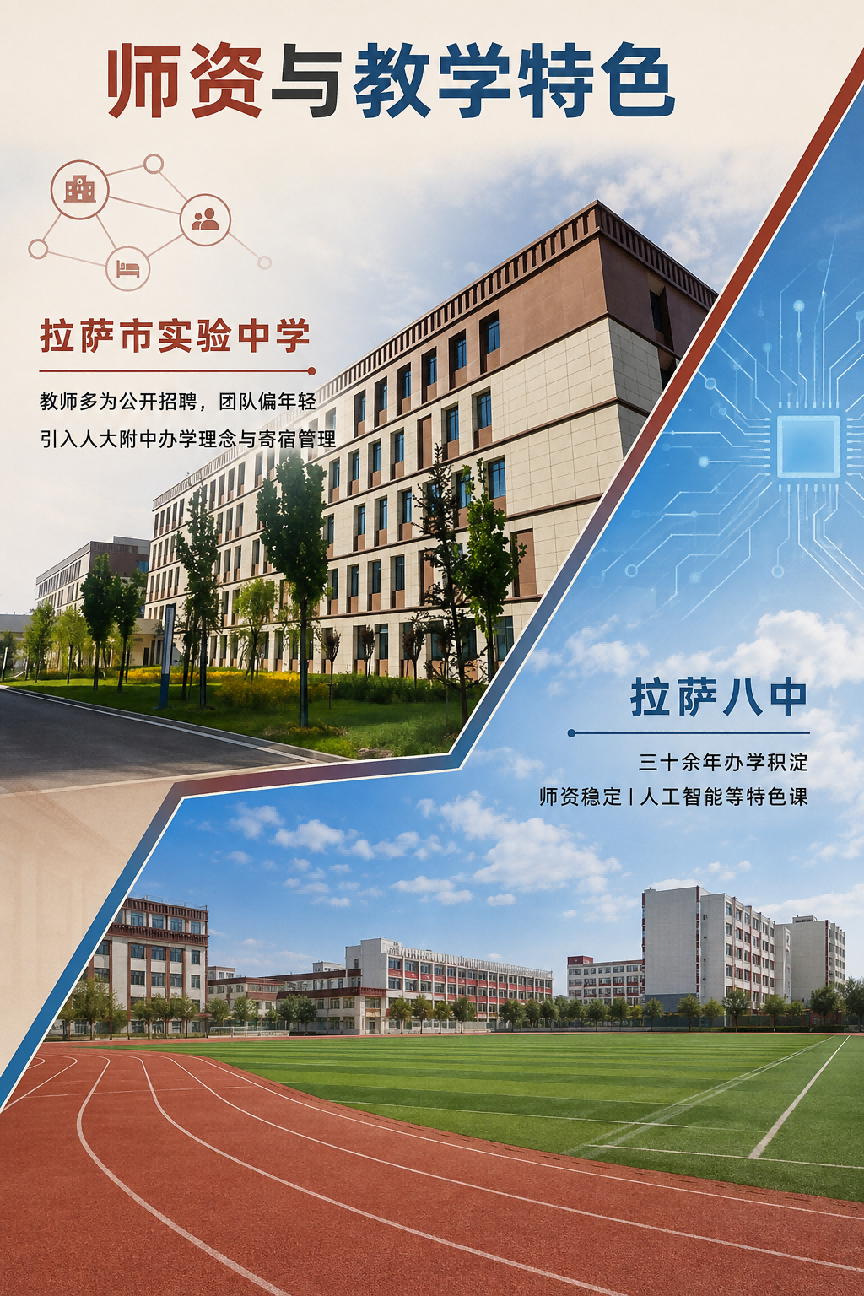 师资与教学特色
拉萨市实验中学
教师多为公开招聘，团队偏年轻
引入人大附中办学理念与寄宿管理
拉萨八中
三十余年办学积淀
师资稳定 | 人工智能等特色课